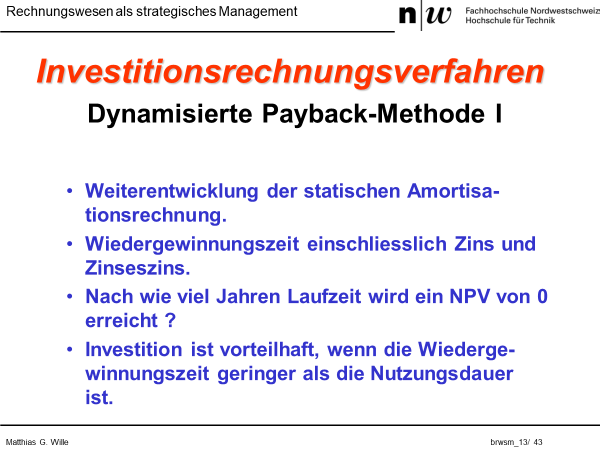 Rechnungswesen als strategisches Management
n|w
Fachhochschule Nordwestschweiz
Hochschule für Technik
Investitionsrechnungsverfahren
Dynamisierte Payback-Methode I
• Weiterentwicklung der statischen Amortisa-
tionsrechnung.
• Wiedergewinnungszeit einschliesslich Zins und
Zinseszins.
• Nach wie viel Jahren Laufzeit wird ein NPV von 0
erreicht ?
• Investition ist vorteilhaft, wenn die Wiederge-
winnungszeit geringer als die Nutzungsdauer
ist.
Matthias G. Wille
brwsm_13/ 43